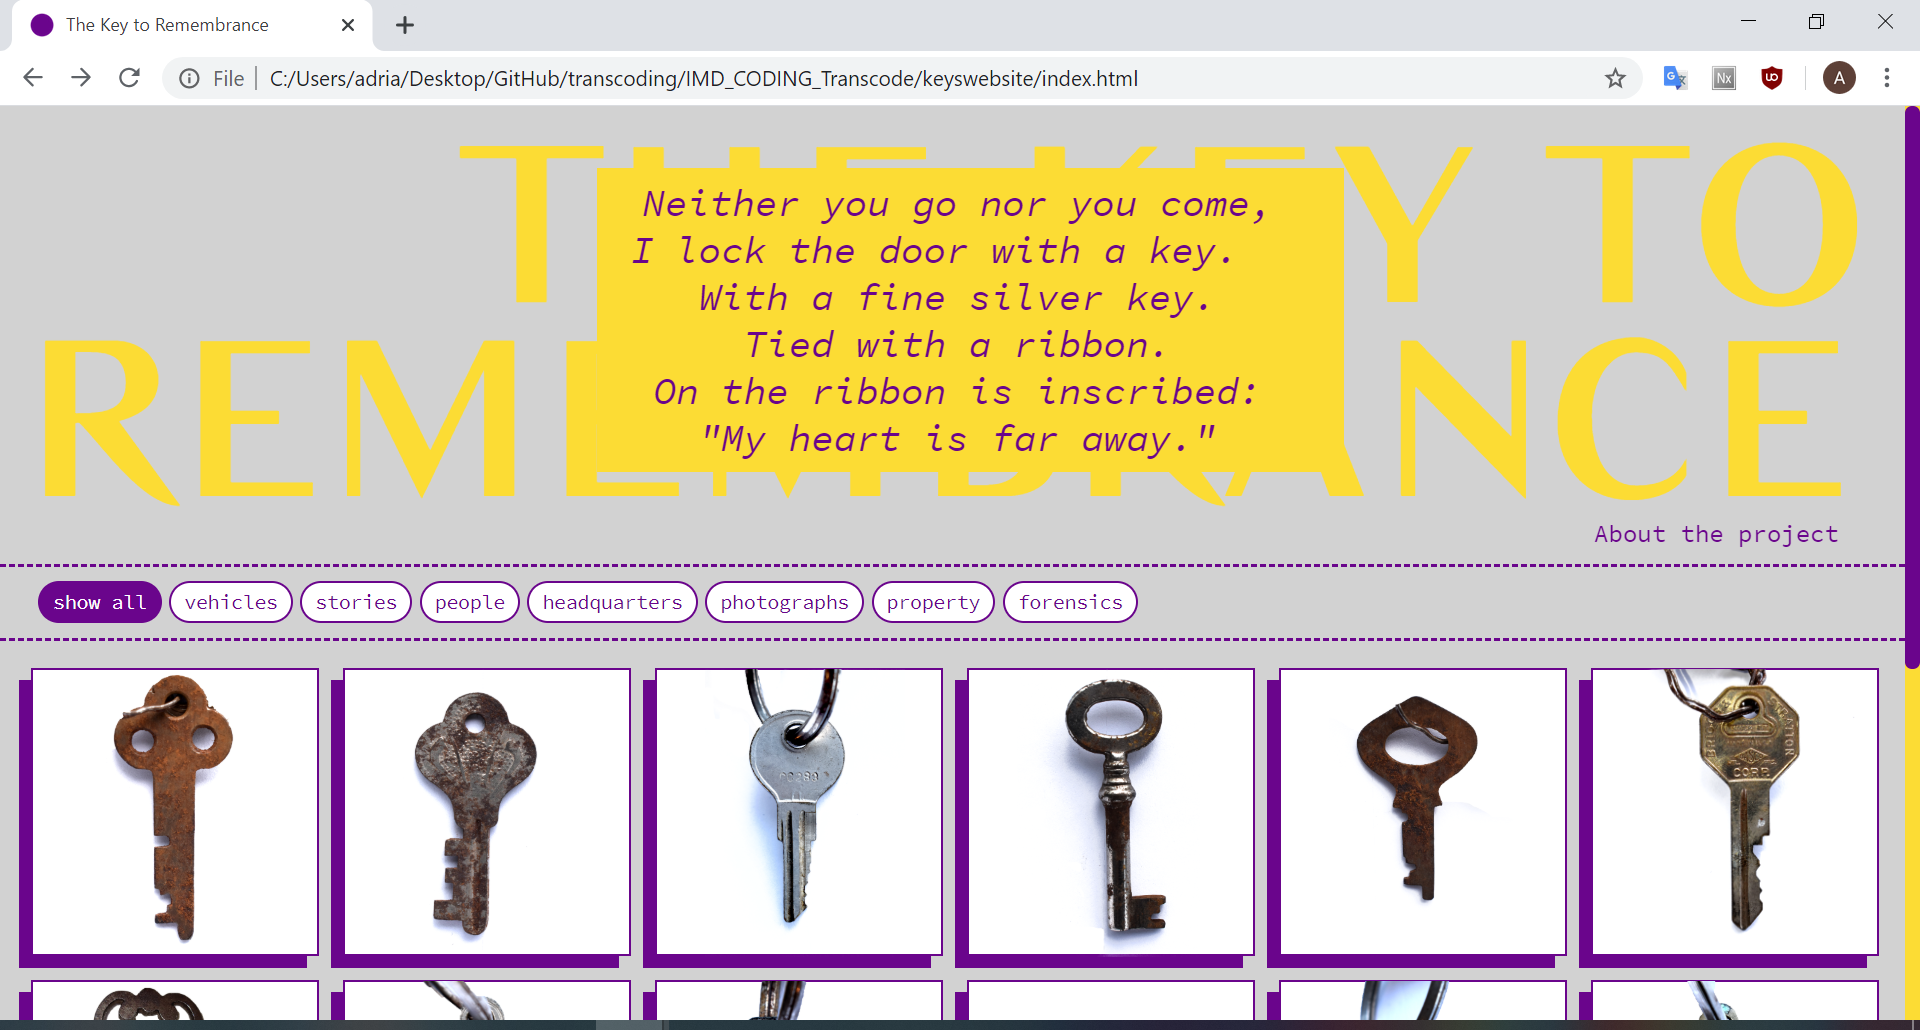 The Key to Remembrance
File
C:/Users/adria/Desktop/GitHub/transcoding/IMD_CODING_Transcode/keyswebsite/index.html
Nx
A
THE KEY TO
REMEMBRANCE
Neither you go nor you come,
I lock the door with a key.
With a fine silver key.
Tied with a ribbon.
On the ribbon is inscribed:
"My heart is far away."
About the project
show all
vehicles
stories
people
headquarters
photographs
property
forensics
CORP.